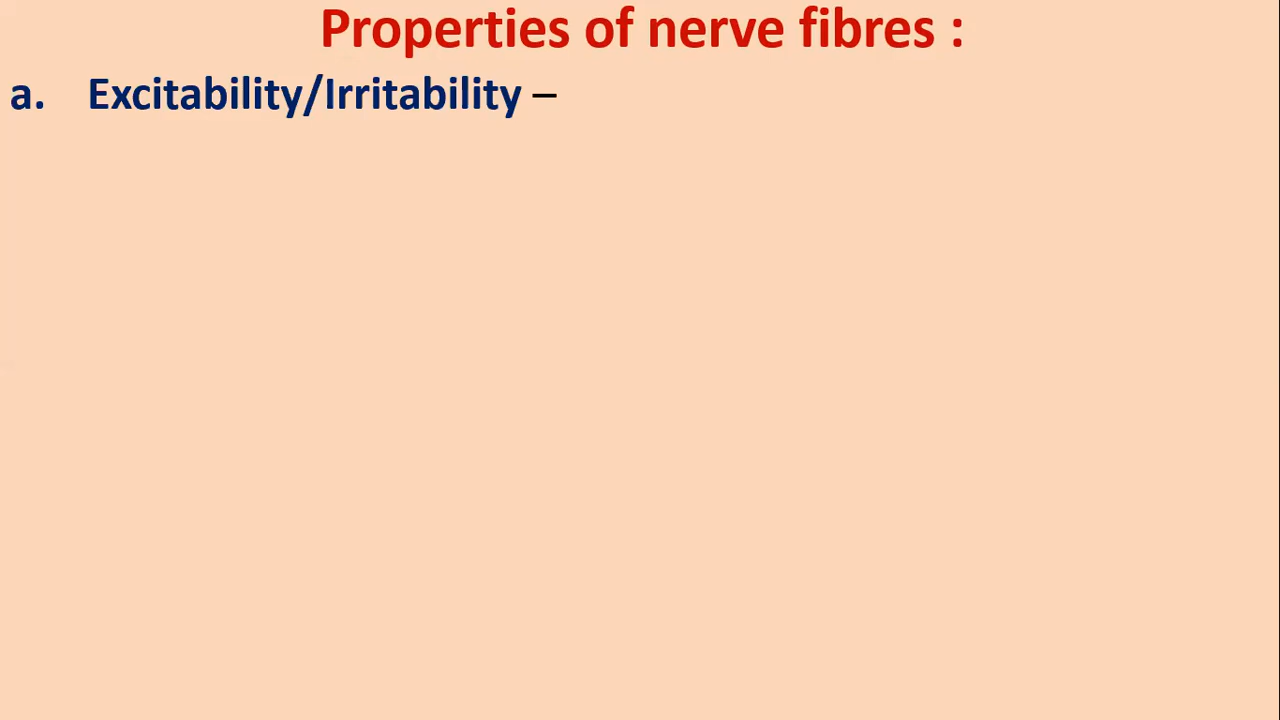 Properties of nerve fibres :
a. Excitability/Irritability –